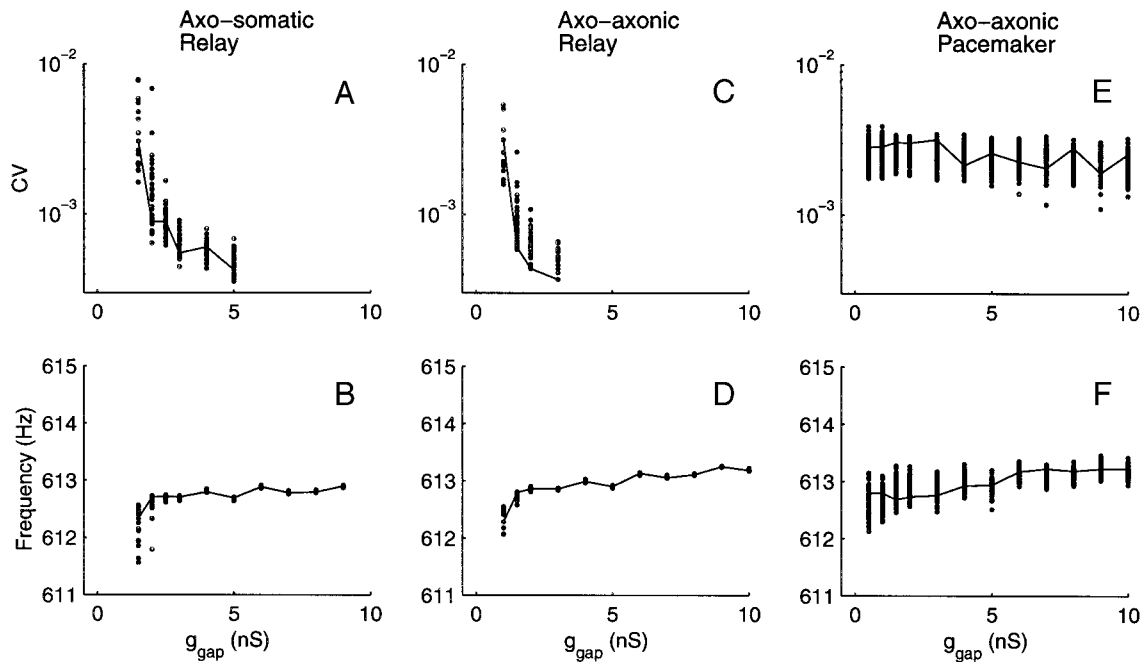 Axo-somatic
Relay
Axo-axonic
Relay
Axo-axonic
Pacemaker
10^-2
10^-3
CV
A
0 5 10
10^-2
10^-3
C
0 5 10
10^-2
10^-3
E
0 5 10
615
614
613
612
611
Frequency (Hz)
B
0 5 10
g_gap (nS)
615
614
613
612
611
D
0 5 10
g_gap (nS)
615
614
613
612
611
F
0 5 10
g_gap (nS)